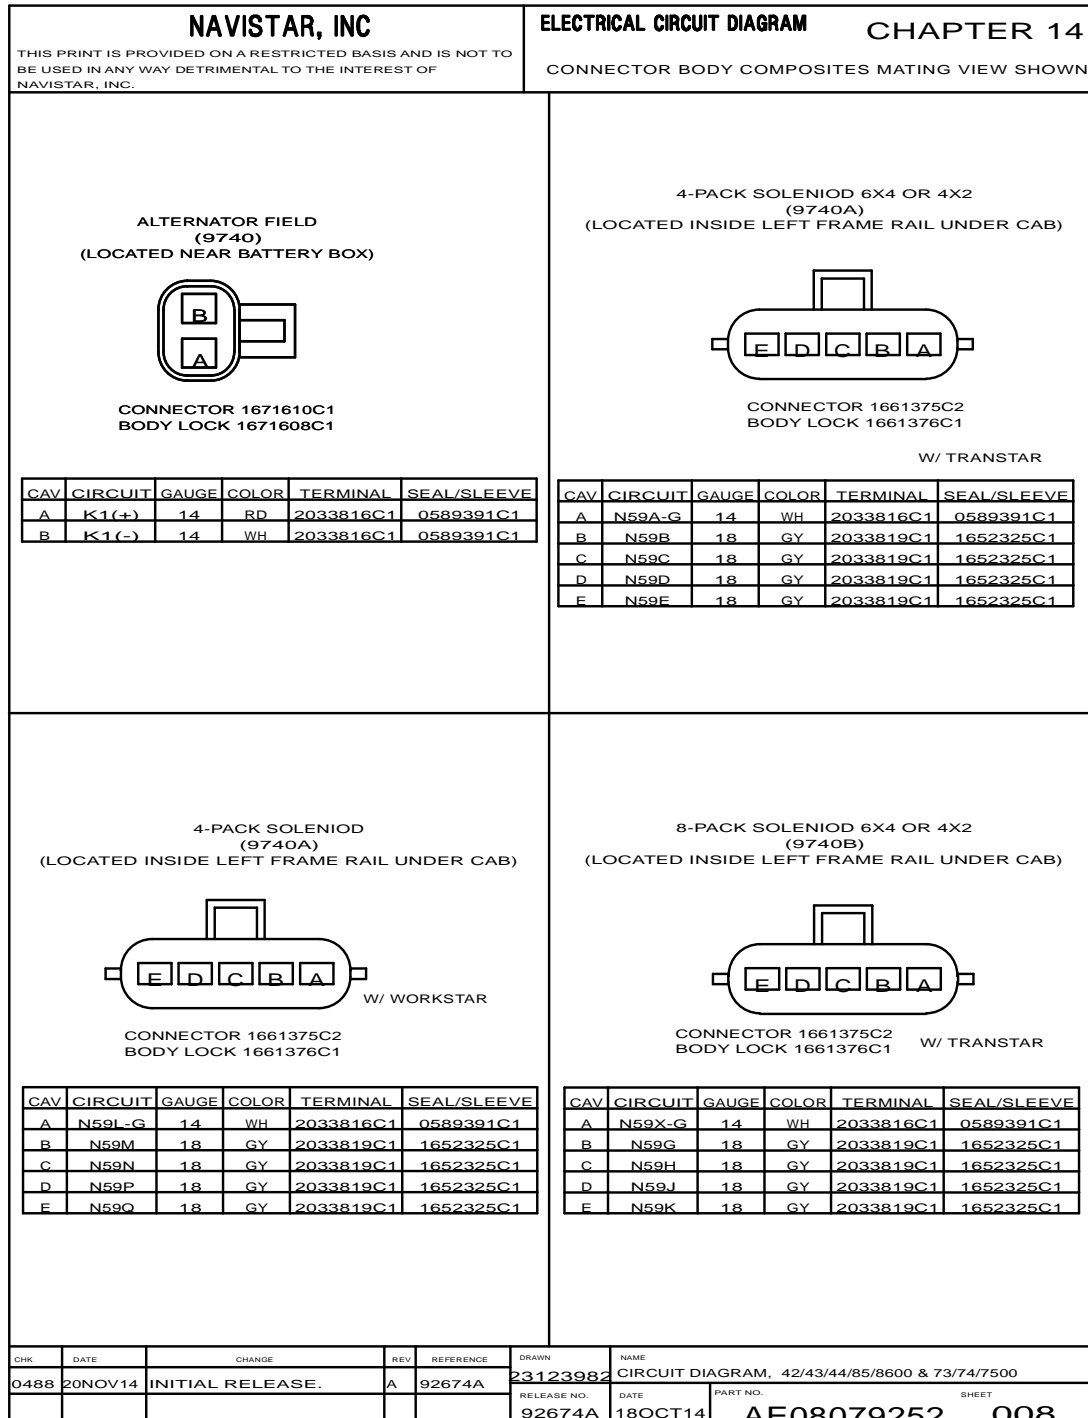 NAVISTAR, INC
THIS PRINT IS PROVIDED ON A RESTRICTED BASIS AND IS NOT TO
BE USED IN ANY WAY DETRIMENTAL TO THE INTEREST OF
NAVISTAR, INC.
ELECTRICAL CIRCUIT DIAGRAM
CHAPTER 14
CONNECTOR BODY COMPOSITES MATING VIEW SHOWN
ALTERNATOR FIELD
(9740)
(LOCATED NEAR BATTERY BOX)
B
A
CONNECTOR 1671610C1
BODY LOCK 1671608C1
CAV CIRCUIT GAUGE COLOR TERMINAL SEAL/SLEEVE
A K1(+) 14 RD 2033816C1 0589391C1
B K1(-) 14 WH 2033816C1 0589391C1
4-PACK SOLENIOD 6X4 OR 4X2
(9740A)
(LOCATED INSIDE LEFT FRAME RAIL UNDER CAB)
E D C B A
CONNECTOR 1661375C2
BODY LOCK 1661376C1
W/ TRANSTAR
CAV CIRCUIT GAUGE COLOR TERMINAL SEAL/SLEEVE
A N59A-G 14 WH 2033816C1 0589391C1
B N59B 18 GY 2033819C1 1652325C1
C N59C 18 GY 2033819C1 1652325C1
D N59D 18 GY 2033819C1 1652325C1
E N59E 18 GY 2033819C1 1652325C1
4-PACK SOLENIOD
(9740A)
(LOCATED INSIDE LEFT FRAME RAIL UNDER CAB)
E D C B A
W/ WORKSTAR
CONNECTOR 1661375C2
BODY LOCK 1661376C1
CAV CIRCUIT GAUGE COLOR TERMINAL SEAL/SLEEVE
A N59L-G 14 WH 2033816C1 0589391C1
B N59M 18 GY 2033819C1 1652325C1
C N59N 18 GY 2033819C1 1652325C1
D N59P 18 GY 2033819C1 1652325C1
E N59Q 18 GY 2033819C1 1652325C1
8-PACK SOLENIOD 6X4 OR 4X2
(9740B)
(LOCATED INSIDE LEFT FRAME RAIL UNDER CAB)
E D C B A
CONNECTOR 1661375C2
BODY LOCK 1661376C1
W/ TRANSTAR
CAV CIRCUIT GAUGE COLOR TERMINAL SEAL/SLEEVE
A N59X-G 14 WH 2033816C1 0589391C1
B N59G 18 GY 2033819C1 1652325C1
C N59H 18 GY 2033819C1 1652325C1
D N59J 18 GY 2033819C1 1652325C1
E N59K 18 GY 2033819C1 1652325C1
CHK DATE CHANGE REV REFERENCE
0488 20NOV14 INITIAL RELEASE. A 92674A
DRAWN
23123982
NAME
CIRCUIT DIAGRAM, 42/43/44/85/8600 & 73/74/7500
RELEASE NO. DATE PART NO. SHEET
92674A 18OCT14 AE08079252 008